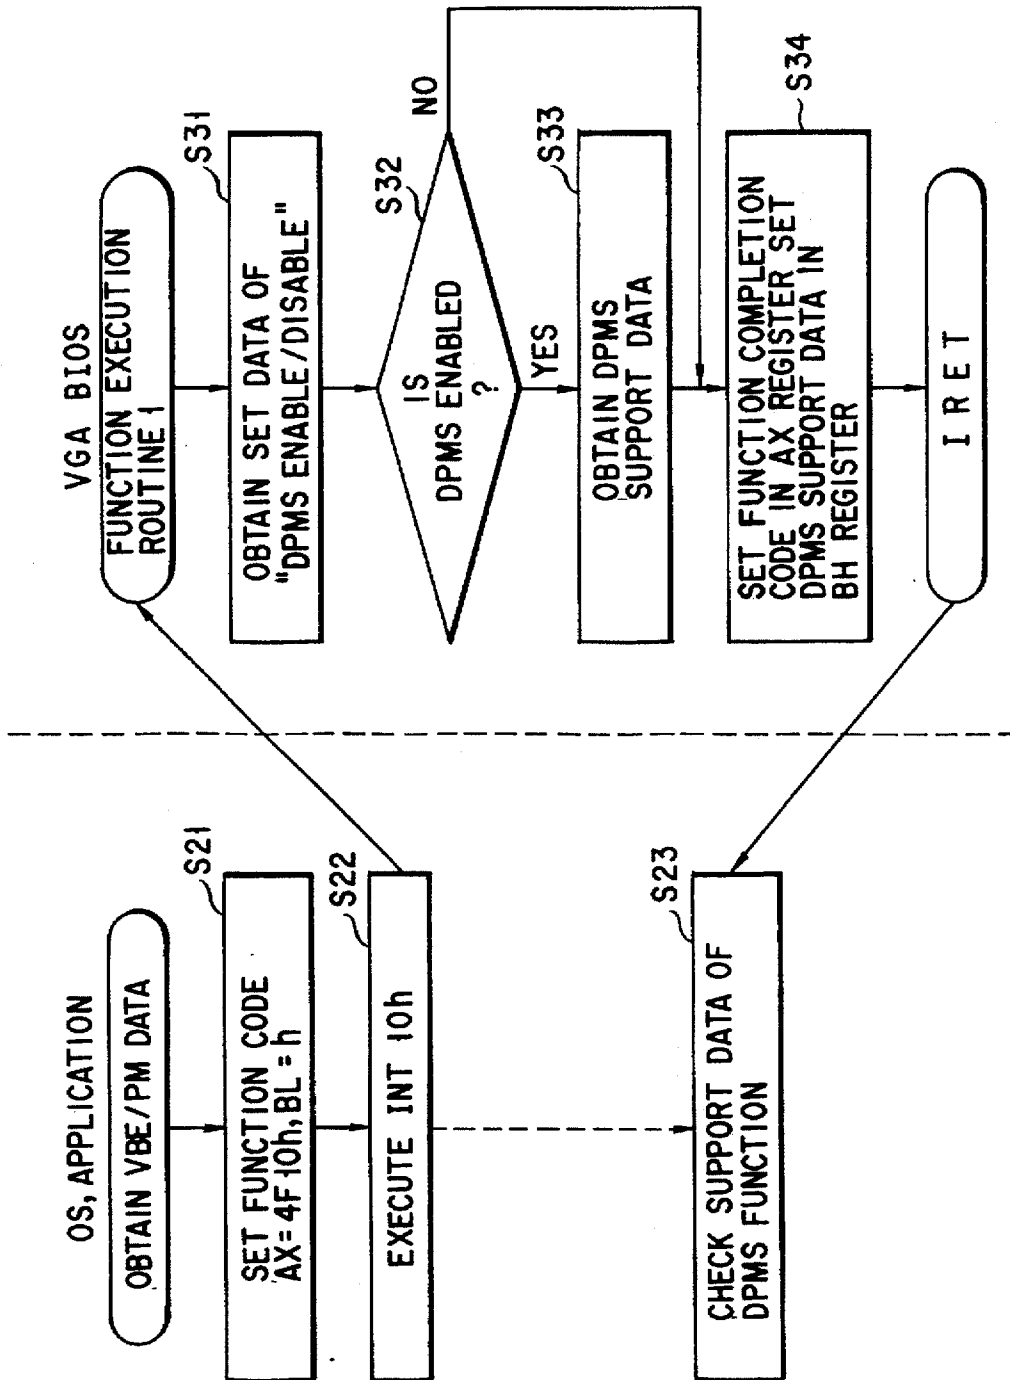 OS, APPLICATION
OBTAIN VBE/PM DATA
S21
SET FUNCTION CODE
AX=4F10h, BL=h
S22
EXECUTE INT 10h
S23
CHECK SUPPORT DATA OF
DPMS FUNCTION
VGA BIOS
FUNCTION EXECUTION
ROUTINE 1
S31
OBTAIN SET DATA OF
"DPMS ENABLE/DISABLE"
S32
IS
DPMS ENABLED
?
NO
YES
S33
OBTAIN DPMS
SUPPORT DATA
S34
SET FUNCTION COMPLETION
CODE IN AX REGISTER SET
DPMS SUPPORT DATA IN
BH REGISTER
IRET